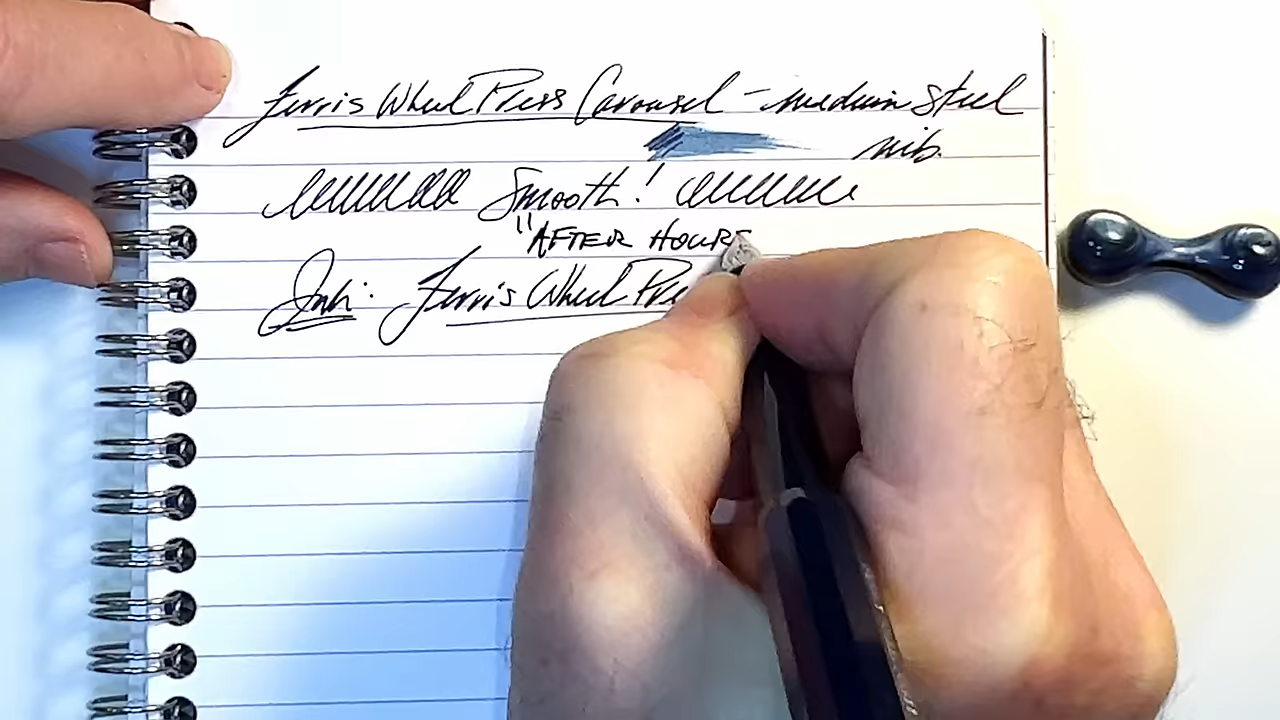 Ferris Wheel Press Carousel - medium steel
nib.
Smooth!
"AFTER HOURS
Ink: Ferris Wheel Pre